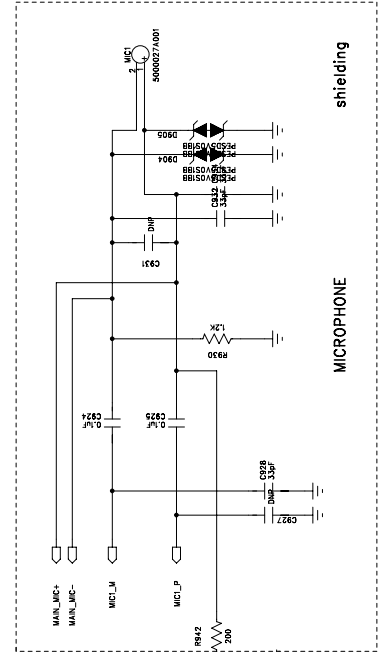 MIC1
5000027A001
2
1
+
shielding
D905
PESD5V0S1BB
D904
PESD5V0S1BB
C932
33pF
33pF
DNP
C931
MICROPHONE
1.2K
R930
C924
0.1uF
C925
0.1uF
C928
33pF
DNP
C927
MAIN_MIC+
MAIN_MIC-
MIC1_M
MIC1_P
R942
200